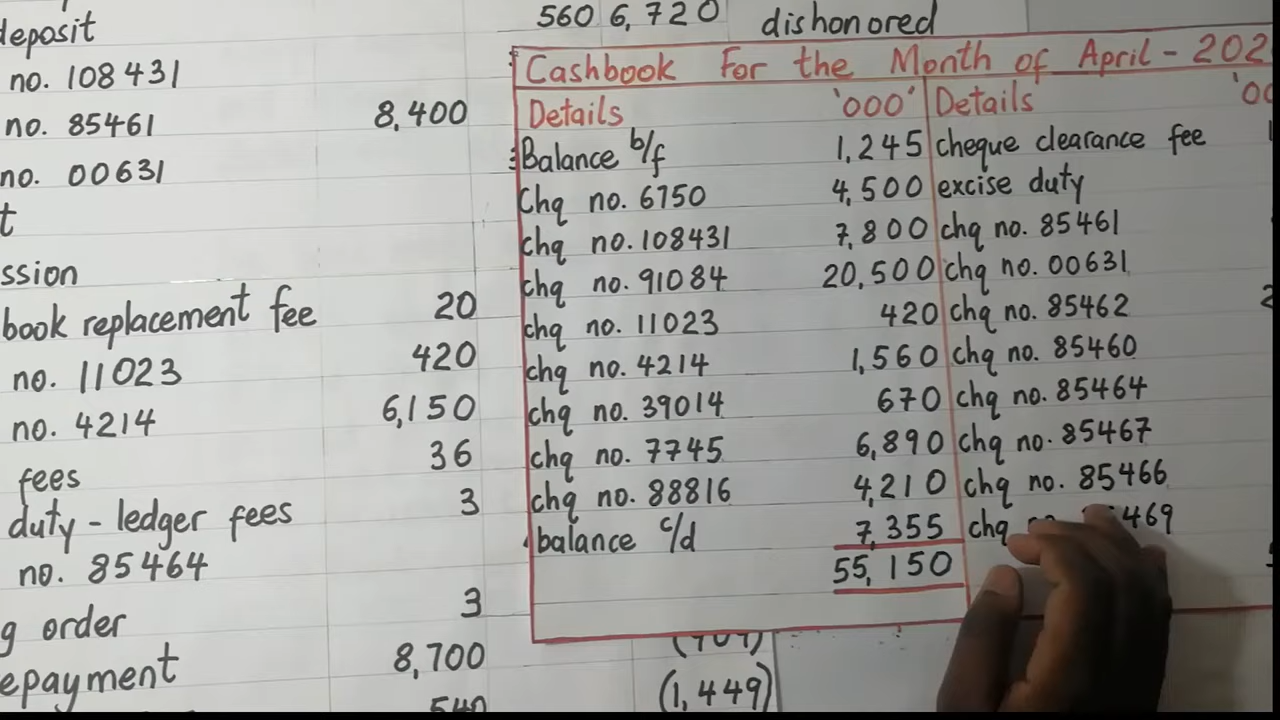 deposit
560 6,720 dishonored
no. 108431
no. 85461 8,400
no. 00631
t
ssion
book replacement fee 20
no. 11023 420
no. 4214 6,150
fees 36
duty - ledger fees 3
no. 85464
g order 3
epayment 8,700
540
(1,449)
Cashbook For the Month of April - 202
Details '000' Details '00
Balance b/f 1,245 cheque clearance fee
Chq no. 6750 4,500 excise duty
chq no. 108431 7,800 chq no. 85461
chq no. 91084 20,500 chq no. 00631
chq no. 11023 420 chq no. 85462
chq no. 4214 1,560 chq no. 85460
chq no. 39014 670 chq no. 85464
chq no. 7745 6,890 chq no. 85467
chq no. 88816 4,210 chq no. 85466
balance c/d 7,355 chq 469
55,150